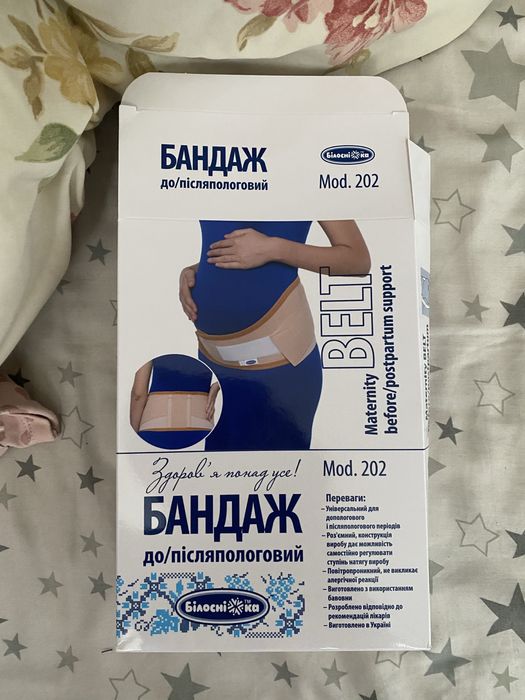 БАНДАЖ
до/післяпологовий
Білосніжка
Mod. 202
Maternity BELT
before/postpartum support
Здоров'я понад усе!
БАНДАЖ
до/післяпологовий
TM
Білосніжка
Mod. 202
Переваги:
– Універсальний для
допологового
і післяпологового періодів
– Роз'ємний, конструкція
виробу дає можливість
самостійно регулювати
ступінь натягу виробу
– Повітропроникний, не викликає
алергічної реакції
– Виготовлено з використанням
бавовни
– Розроблено відповідно до
рекомендацій лікарів
– Виготовлено в Україні